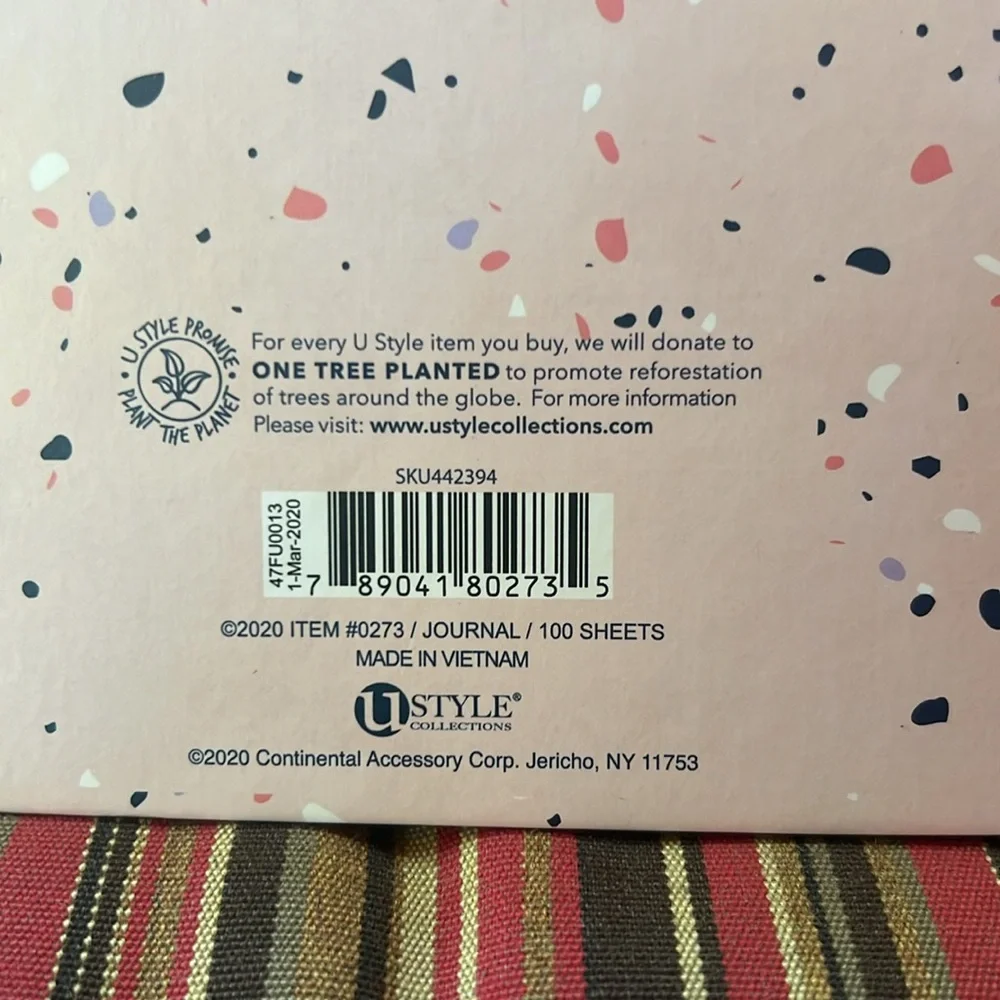 U STYLE PROMISE
PLANT THE PLANET
For every U Style item you buy, we will donate to
ONE TREE PLANTED to promote reforestation
of trees around the globe. For more information
Please visit: www.ustylecollections.com
SKU442394
47FU0013
1-Mar-2020
7 89041 80273 5
©2020 ITEM #0273 / JOURNAL / 100 SHEETS
MADE IN VIETNAM
U STYLE®
COLLECTIONS
©2020 Continental Accessory Corp. Jericho, NY 11753